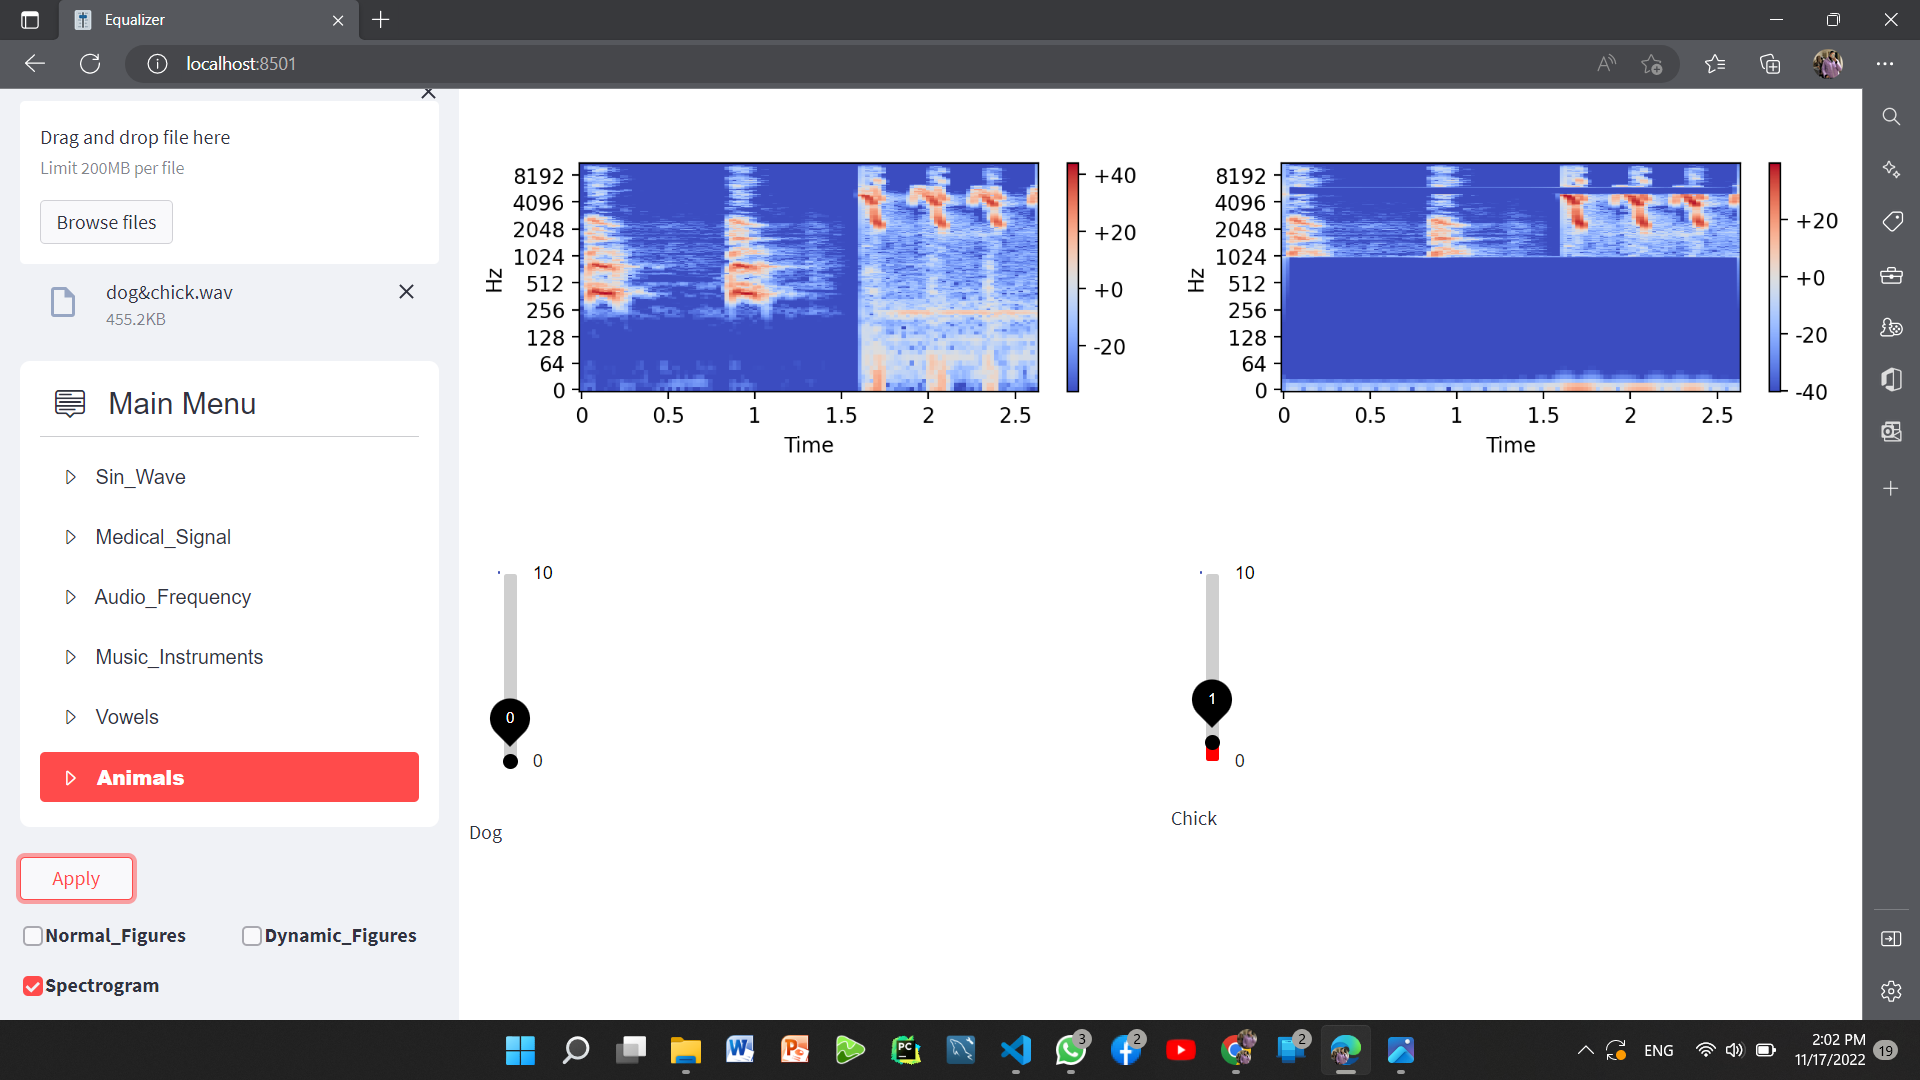 Equalizer
localhost:8501
Drag and drop file here
Limit 200MB per file
Browse files
dog&chick.wav
455.2KB
Main Menu
Sin_Wave
Medical_Signal
Audio_Frequency
Music_Instruments
Vowels
Animals
Apply
Normal_Figures
Dynamic_Figures
Spectrogram
8192
4096
2048
1024
512
256
128
64
0
Hz
0 0.5 1 1.5 2 2.5
Time
+40
+20
+0
-20
8192
4096
2048
1024
512
256
128
64
0
Hz
0 0.5 1 1.5 2 2.5
Time
+20
+0
-20
-40
10
0
0
Dog
10
1
0
Chick
3
2
2
ENG
2:02 PM
11/17/2022
19